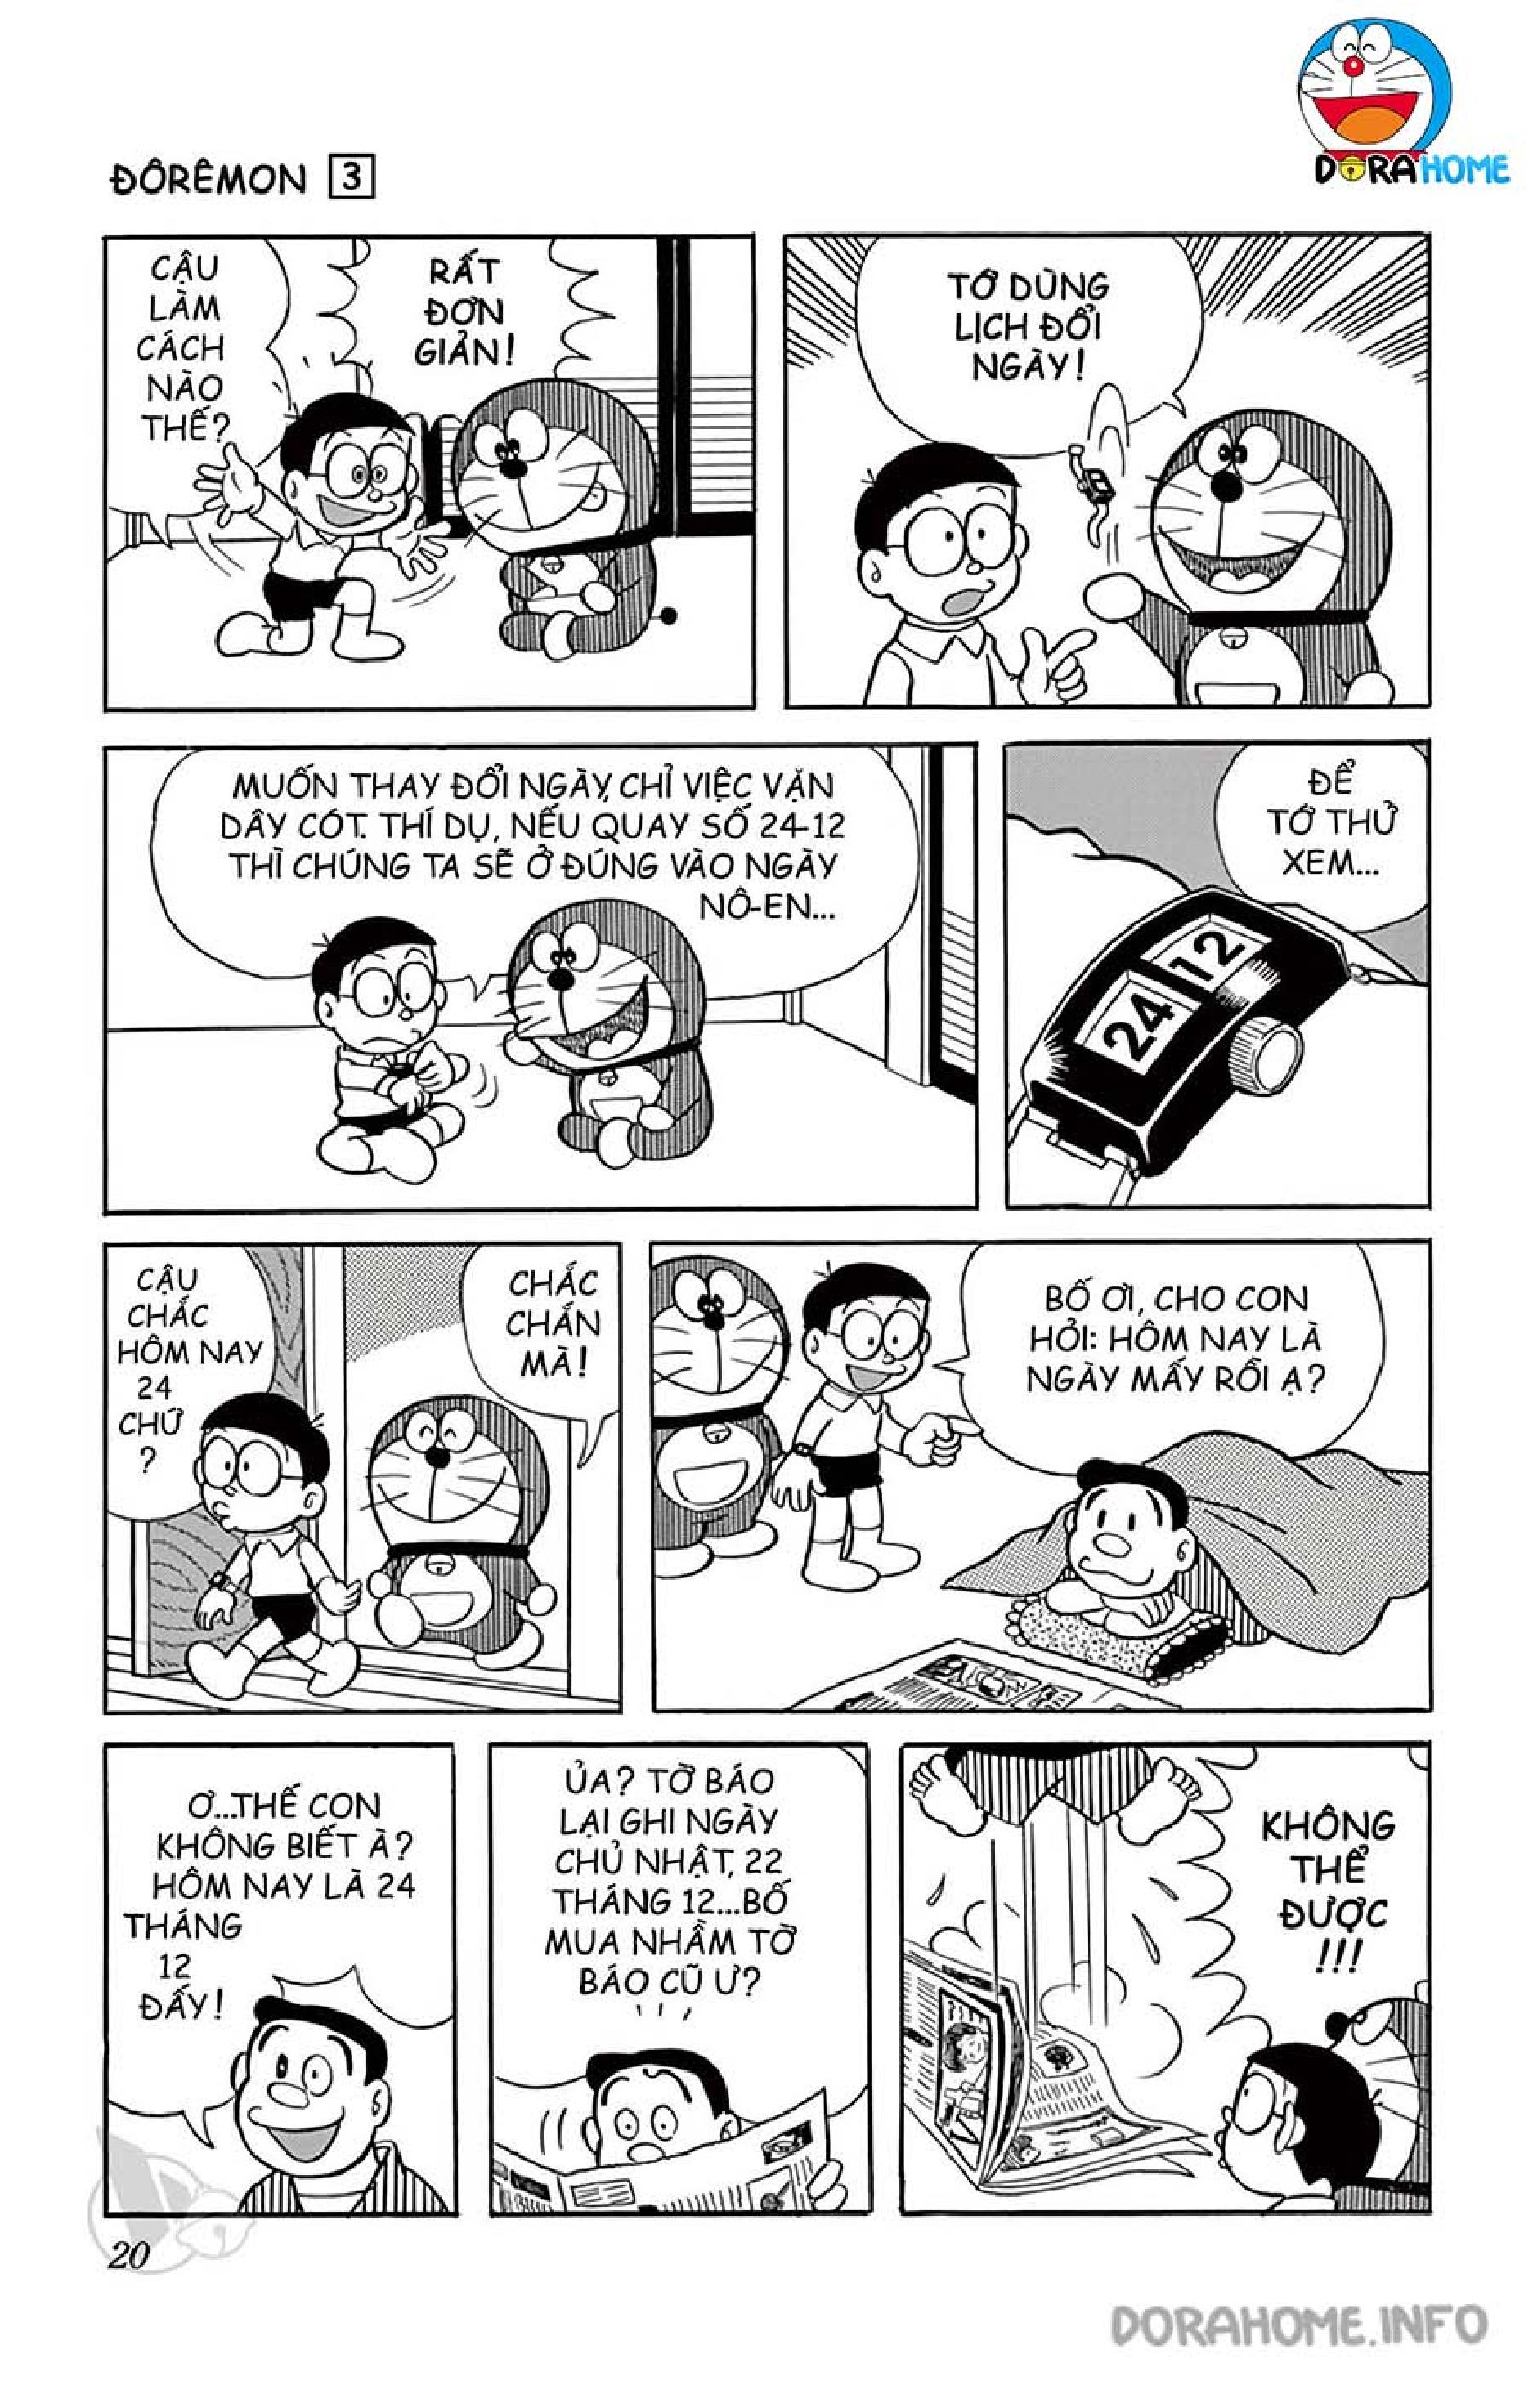 DORAHOME
ĐÔRÊMON 3
CẬU
LÀM
CÁCH
NÀO
THẾ?
RẤT
ĐƠN
GIẢN!
TỚ DÙNG
LỊCH ĐỔI
NGÀY!
MUỐN THAY ĐỔI NGÀY, CHỈ VIỆC VẶN
DÂY CÓT. THÍ DỤ, NẾU QUAY SỐ 24-12
THÌ CHÚNG TA SẼ Ở ĐÚNG VÀO NGÀY
NÔ-EN...
ĐỂ
TỚ THỬ
XEM...
12
24
CẬU
CHẮC
HÔM NAY
24
CHỨ
?
CHẮC
CHẮN
MÀ!
BỐ ƠI, CHO CON
HỎI: HÔM NAY LÀ
NGÀY MẤY RỒI Ạ?
Ơ...THẾ CON
KHÔNG BIẾT À?
HÔM NAY LÀ 24
THÁNG
12
ĐẤY!
ỦA? TỜ BÁO
LẠI GHI NGÀY
CHỦ NHẬT, 22
THÁNG 12...BỐ
MUA NHẦM TỜ
BÁO CŨ Ư?
KHÔNG
THỂ
ĐƯỢC
!!!
20
DORAHOME.INFO